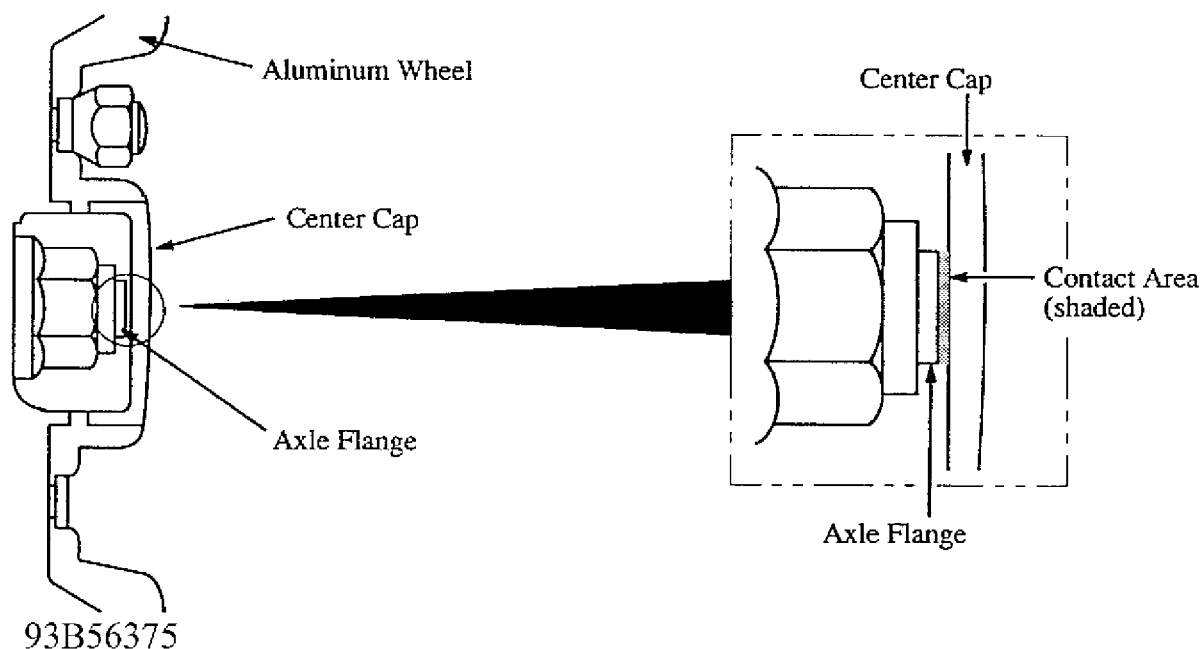 Aluminum Wheel
Center Cap
Center Cap
Contact Area
(shaded)
Axle Flange
Axle Flange
93B56375